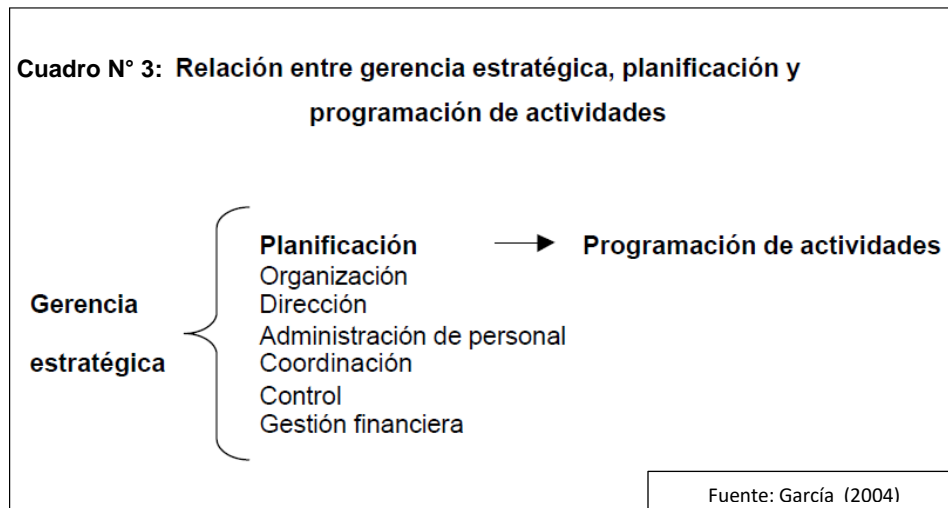 Cuadro N° 3: Relación entre gerencia estratégica, planificación y
programación de actividades
Planificación Programación de actividades
Organización
Gerencia Dirección
Administración de personal
estratégica Coordinación
Control
Gestión financiera
Fuente: García (2004)